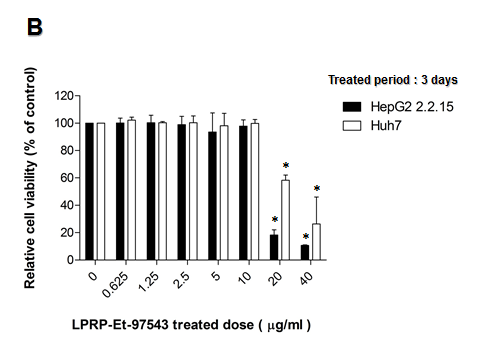 B
Treated period : 3 days
HepG2 2.2.15
Huh7
Relative cell viability (% of control)
120
100
80
60
40
20
0
* * * *
0 0.625 1.25 2.5 5 10 20 40
LPRP-Et-97543 treated dose ( μg/ml )